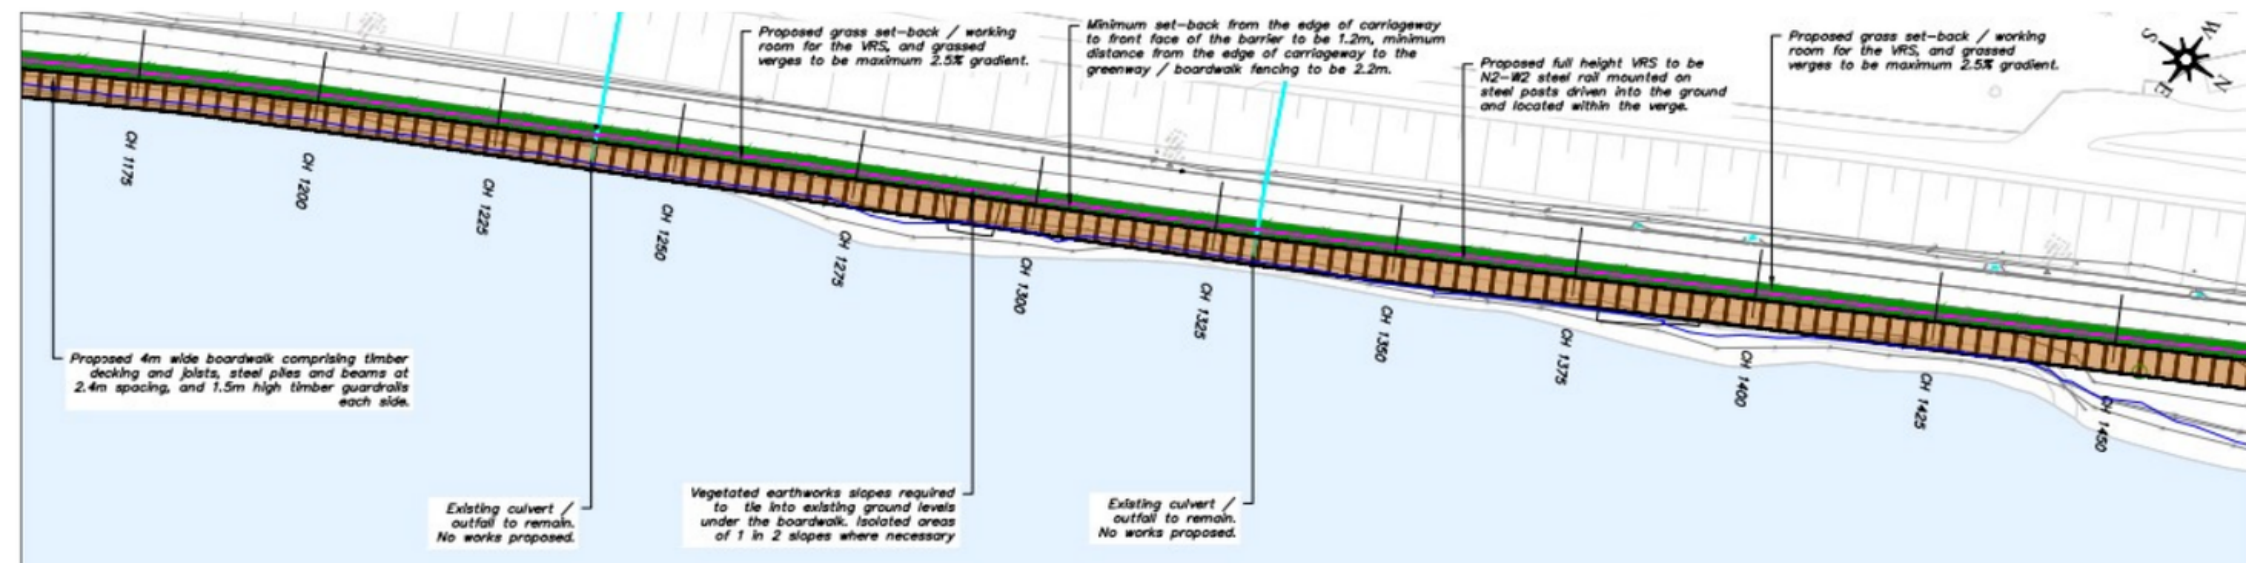 Proposed grass set-back / working
room for the VRS, and grassed
verges to be maximum 2.5% gradient.
Minimum set-back from the edge of carriageway
to front face of the barrier to be 1.2m, minimum
distance from the edge of carriageway to the
greenway / boardwalk fencing to be 2.2m.
Proposed full height VRS to be
N2-W2 steel rail mounted on
steel posts driven into the ground
and located within the verge.
Proposed grass set-back / working
room for the VRS, and grassed
verges to be maximum 2.5% gradient.
S
W
E
N
CH 1175
CH 1200
CH 1225
CH 1250
CH 1275
CH 1300
CH 1325
CH 1350
CH 1375
CH 1400
CH 1425
CH 1450
Proposed 4m wide boardwalk comprising timber
decking and joists, steel piles and beams at
2.4m spacing, and 1.5m high timber guardrails
each side.
Existing culvert /
outfall to remain.
No works proposed.
Vegetated earthworks slopes required
to tie into existing ground levels
under the boardwalk. Isolated areas
of 1 in 2 slopes where necessary
Existing culvert /
outfall to remain.
No works proposed.